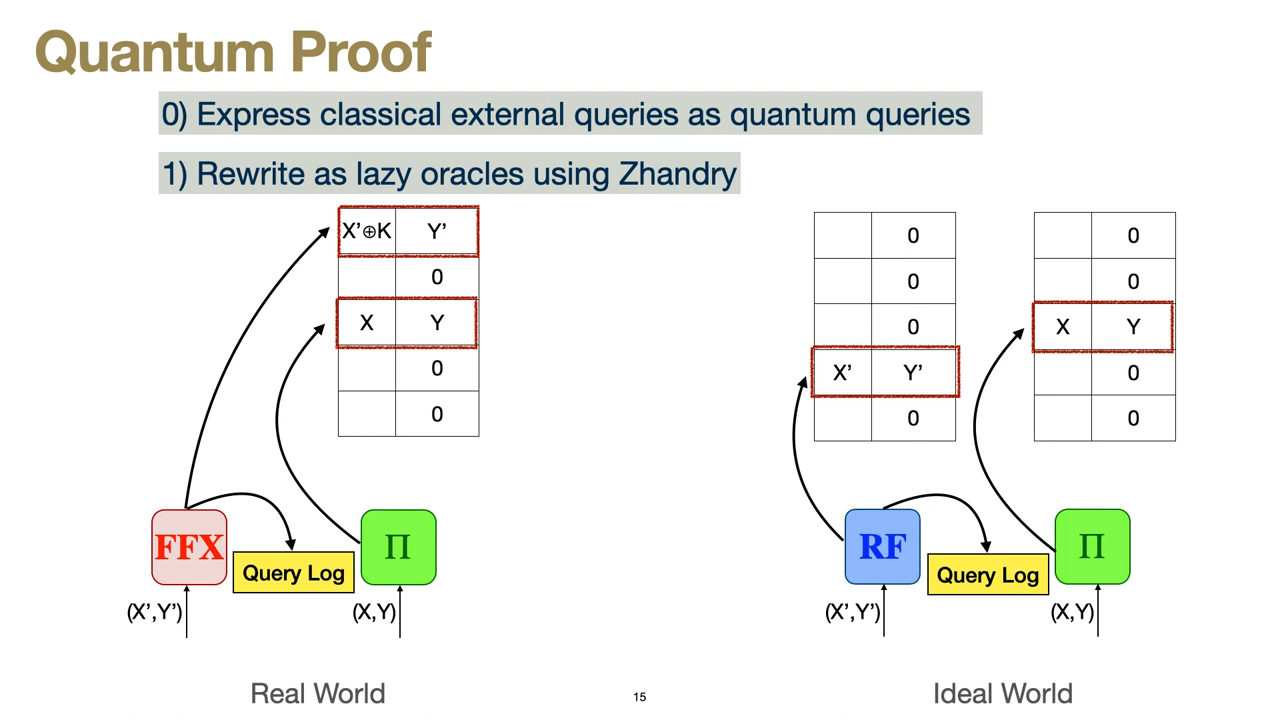 Quantum Proof
0) Express classical external queries as quantum queries
1) Rewrite as lazy oracles using Zhandry
X’⊕K Y’
0
X Y
0
0
0
0
0
X’ Y’
0
0
0
X Y
0
0
FFX
Query Log
Π
(X’,Y’)
(X,Y)
RF
Query Log
Π
(X’,Y’)
(X,Y)
Real World
15
Ideal World